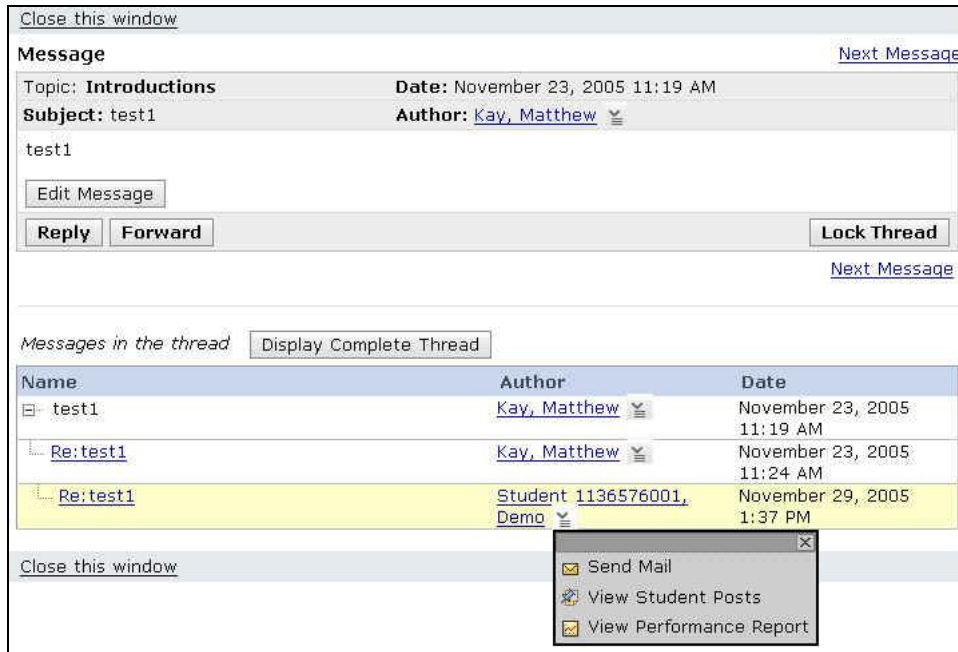 Close this window
Message Next Message
Topic: Introductions Date: November 23, 2005 11:19 AM
Subject: test1 Author: Kay, Matthew
test1
Edit Message
Reply Forward Lock Thread
Next Message
Messages in the thread Display Complete Thread
Name Author Date
test1 Kay, Matthew November 23, 2005
11:19 AM
Re:test1 Kay, Matthew November 23, 2005
11:24 AM
Re:test1 Student 1136576001, November 29, 2005
Demo 1:37 PM
Close this window
Send Mail
View Student Posts
View Performance Report